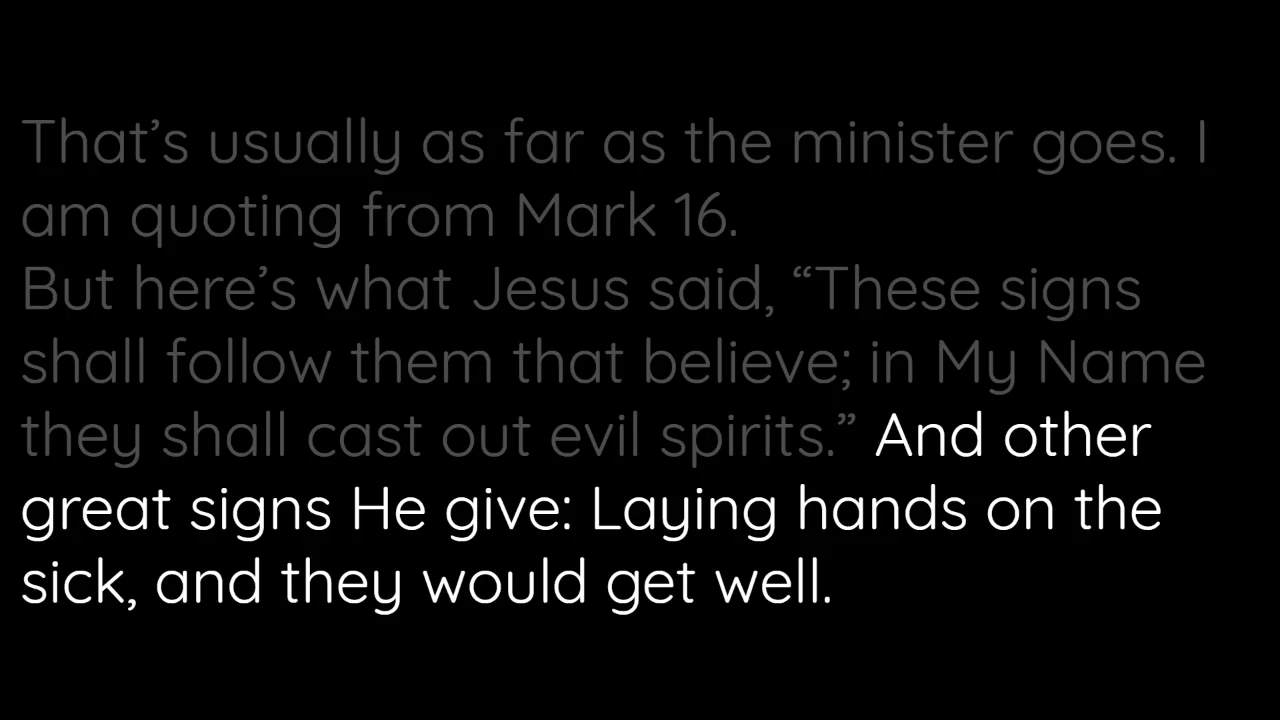 That’s usually as far as the minister goes. I
am quoting from Mark 16.
But here’s what Jesus said, “These signs
shall follow them that believe; in My Name
they shall cast out evil spirits.” And other
great signs He give: Laying hands on the
sick, and they would get well.